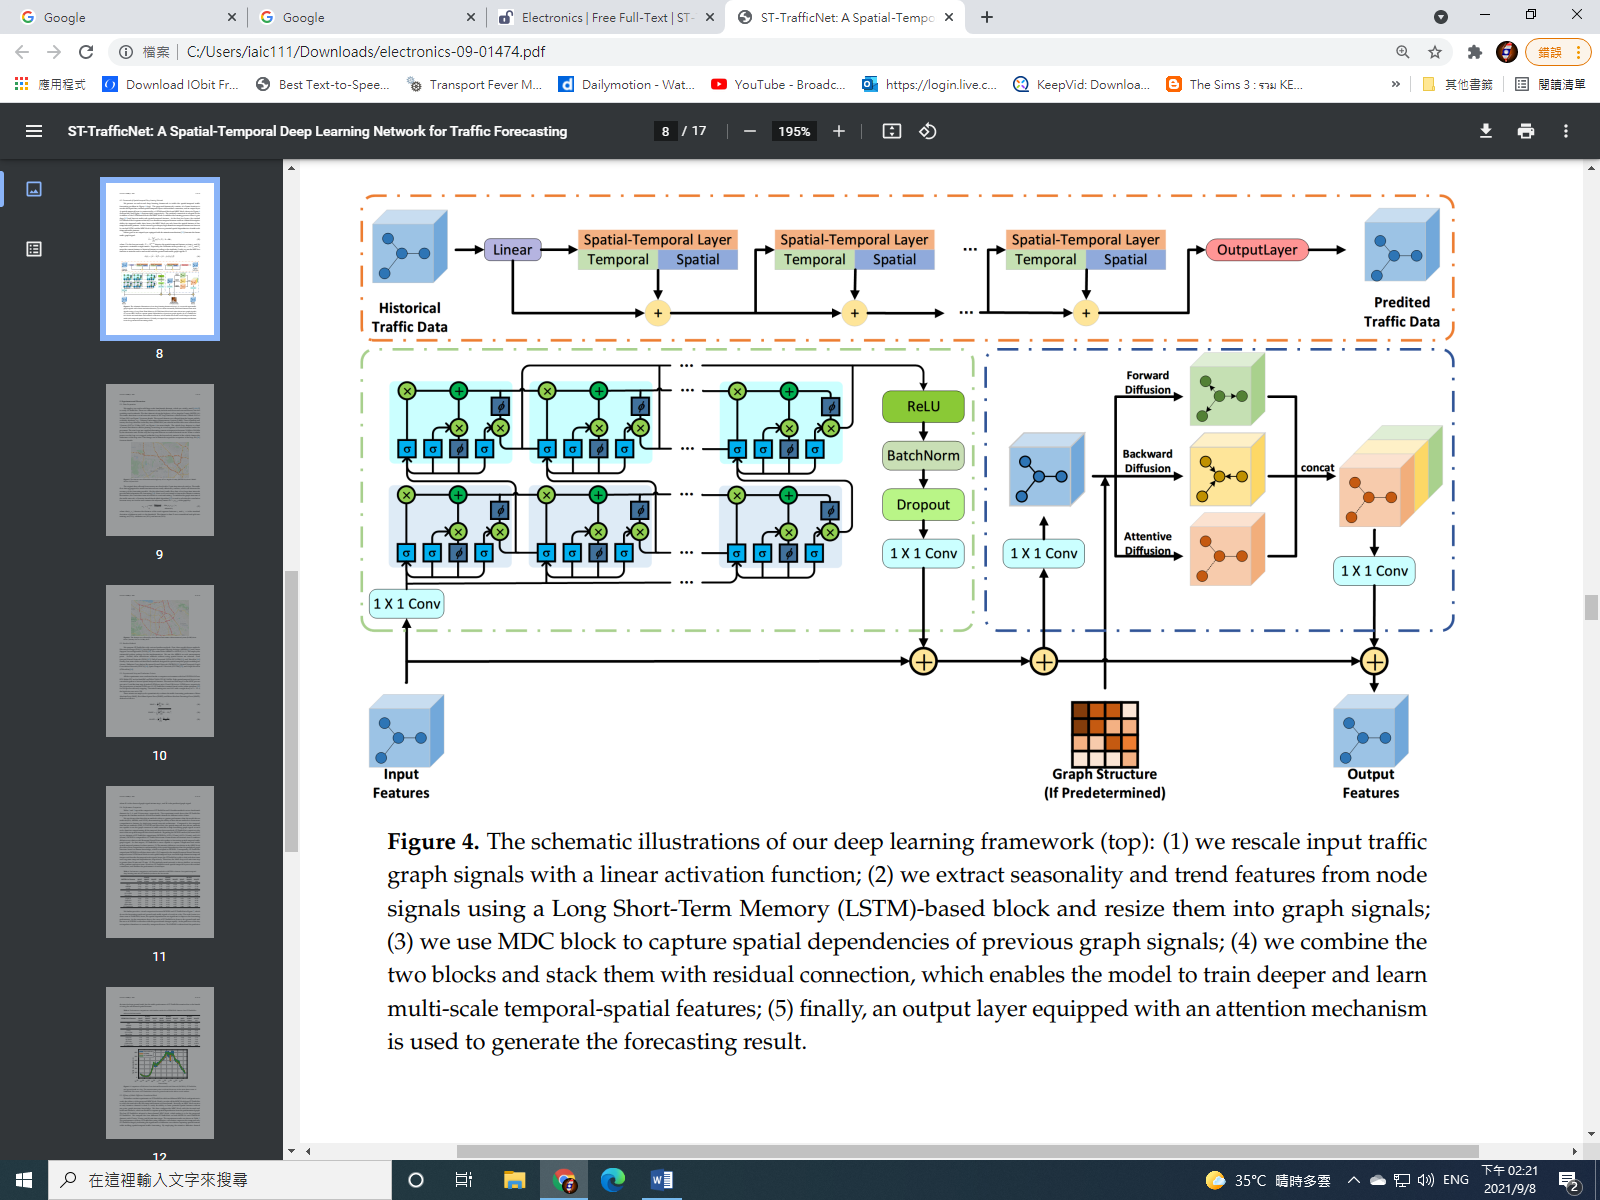 Google
Google
Electronics | Free Full-Text | ST-
ST-TrafficNet: A Spatial-Tempo
檔案
C:/Users/iaic111/Downloads/electronics-09-01474.pdf
錯誤
應用程式
Download IObit Fr...
Best Text-to-Spee...
Transport Fever M...
Dailymotion - Wat...
YouTube - Broadc...
https://login.live.c...
KeepVid: Downloa...
The Sims 3 : รวม KE...
»
其他書籤
閱讀清單
ST-TrafficNet: A Spatial-Temporal Deep Learning Network for Traffic Forecasting
8 / 17
195%
8
9
10
11
12
Historical
Traffic Data
Linear
Spatial-Temporal Layer
Temporal
Spatial
Spatial-Temporal Layer
Temporal
Spatial
...
Spatial-Temporal Layer
Temporal
Spatial
OutputLayer
Predited
Traffic Data
+
+
...
+
ReLU
BatchNorm
Dropout
1 X 1 Conv
1 X 1 Conv
σ σ ϕ σ
σ σ ϕ σ
σ σ ϕ σ
σ σ ϕ σ
σ σ ϕ σ
σ σ ϕ σ
Forward
Diffusion
Backward
Diffusion
Attentive
Diffusion
concat
1 X 1 Conv
1 X 1 Conv
Input
Features
Graph Structure
(If Predetermined)
Output
Features
Figure 4. The schematic illustrations of our deep learning framework (top): (1) we rescale input traffic
graph signals with a linear activation function; (2) we extract seasonality and trend features from node
signals using a Long Short-Term Memory (LSTM)-based block and resize them into graph signals;
(3) we use MDC block to capture spatial dependencies of previous graph signals; (4) we combine the
two blocks and stack them with residual connection, which enables the model to train deeper and learn
multi-scale temporal-spatial features; (5) finally, an output layer equipped with an attention mechanism
is used to generate the forecasting result.
在這裡輸入文字來搜尋
35°C 晴時多雲
ENG
下午 02:21
2021/9/8
2